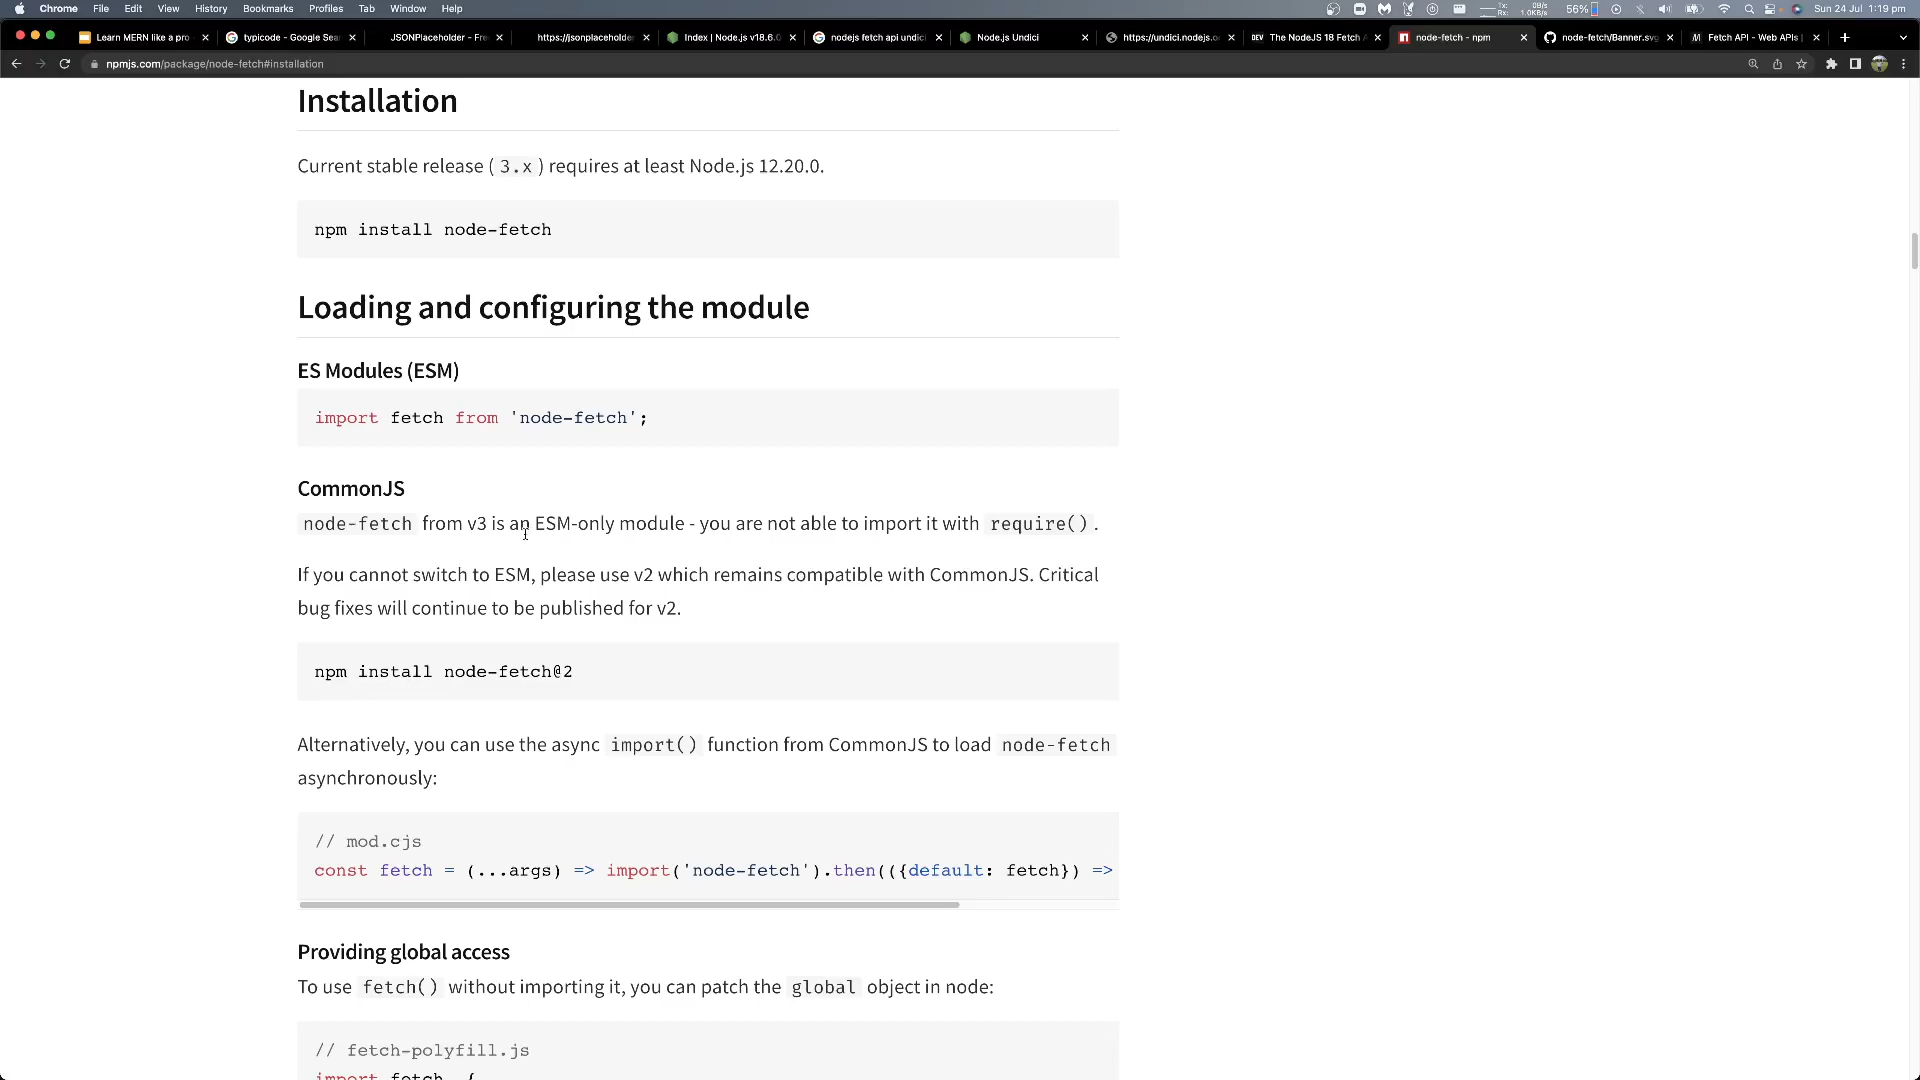 Chrome File Edit View History Bookmarks Profiles Tab Window Help 56% Sun 24 Jul 1:19 pm
Learn MERN like a pro typicode - Google Sea JSONPlaceholder - Fre https://jsonplaceholde Index | Node.js v18.6.0 nodejs fetch api undici Node.js Undici https://undici.nodejs.o The NodeJS 18 Fetch A node-fetch - npm node-fetch/Banner.svg Fetch API - Web APIs |
npmjs.com/package/node-fetch#installation
Installation
Current stable release ( 3.x ) requires at least Node.js 12.20.0.
npm install node-fetch
Loading and configuring the module
ES Modules (ESM)
import fetch from 'node-fetch';
CommonJS
node-fetch from v3 is an ESM-only module - you are not able to import it with require() .
If you cannot switch to ESM, please use v2 which remains compatible with CommonJS. Critical
bug fixes will continue to be published for v2.
npm install node-fetch@2
Alternatively, you can use the async import() function from CommonJS to load node-fetch
asynchronously:
// mod.cjs
const fetch = (...args) => import('node-fetch').then(({default: fetch}) =>
Providing global access
To use fetch() without importing it, you can patch the global object in node:
// fetch-polyfill.js
import fetch, {